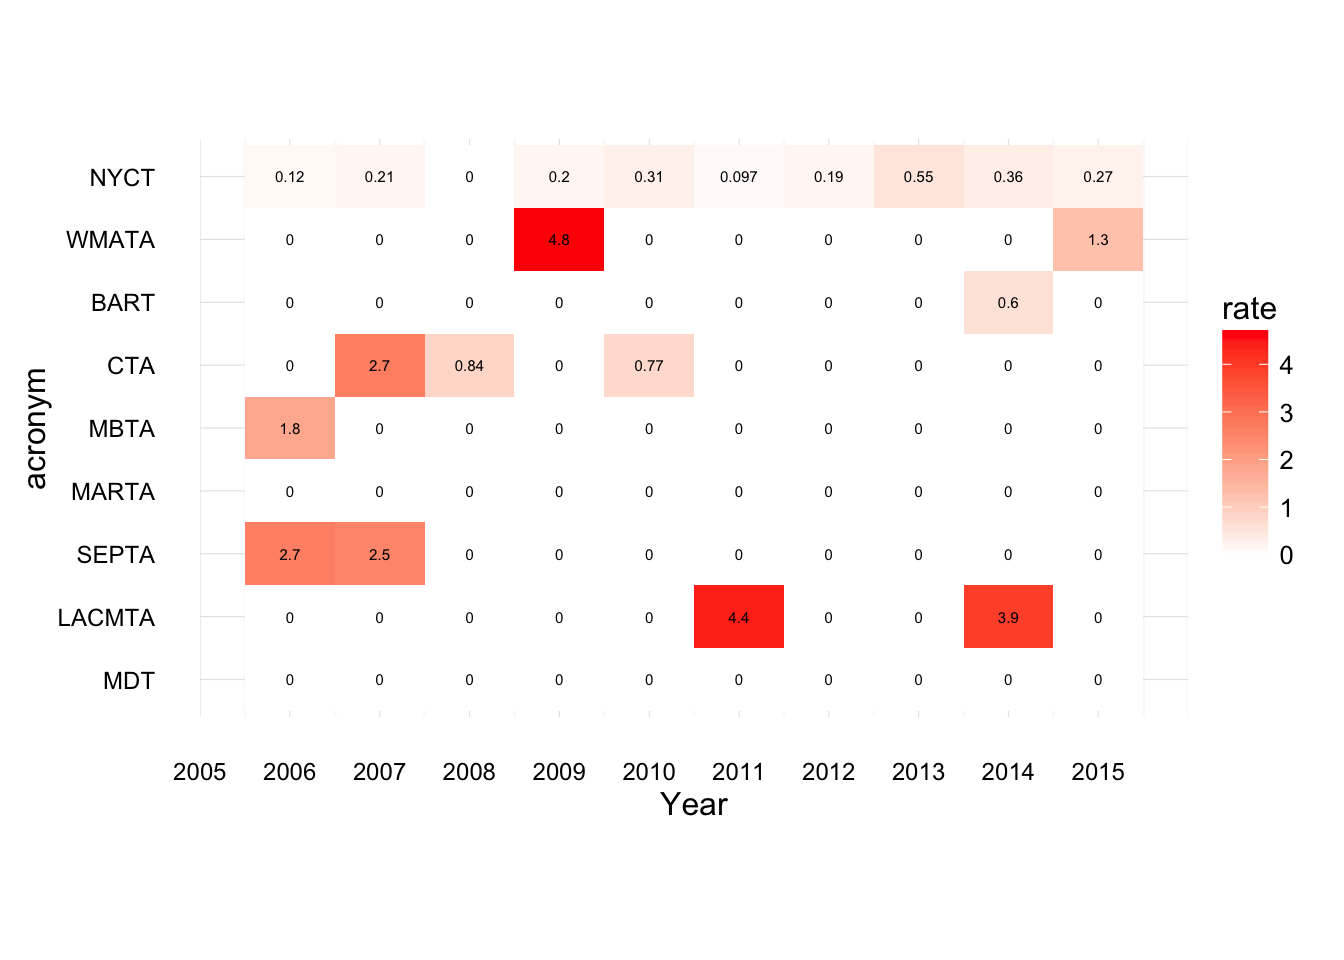 NYCT 0.12 0.21 0 0.2 0.31 0.097 0.19 0.55 0.36 0.27
WMATA 0 0 0 4.8 0 0 0 0 0 1.3
BART 0 0 0 0 0 0 0 0 0.6 0
CTA 0 2.7 0.84 0 0.77 0 0 0 0 0
MBTA 1.8 0 0 0 0 0 0 0 0 0
MARTA 0 0 0 0 0 0 0 0 0 0
SEPTA 2.7 2.5 0 0 0 0 0 0 0 0
LACMTA 0 0 0 0 0 4.4 0 0 3.9 0
MDT 0 0 0 0 0 0 0 0 0 0
2005 2006 2007 2008 2009 2010 2011 2012 2013 2014 2015
Year
acronym
rate
4
3
2
1
0